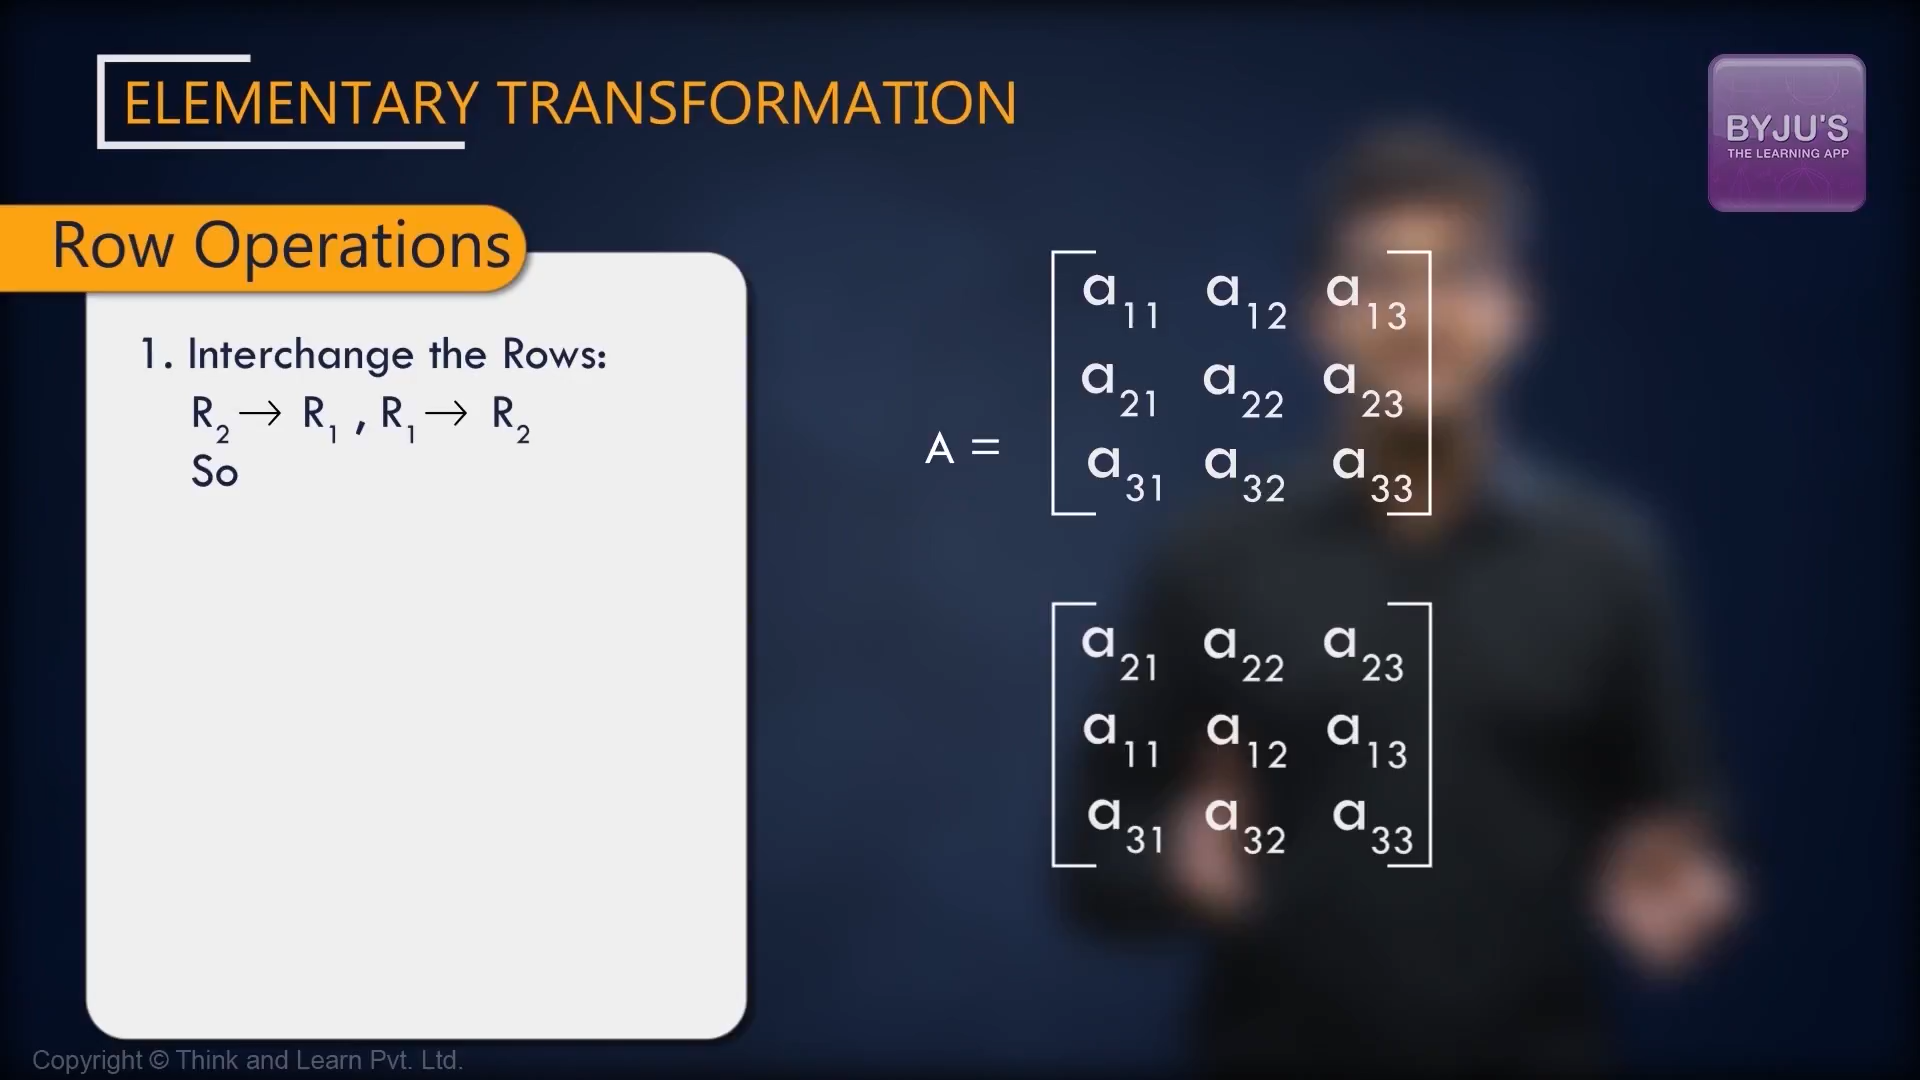 ELEMENTARY TRANSFORMATION
BYJU'S
THE LEARNING APP
Row Operations
1. Interchange the Rows:
R₂ → R₁ , R₁ → R₂
So
A =
a₁₁ a₁₂ a₁₃
a₂₁ a₂₂ a₂₃
a₃₁ a₃₂ a₃₃
a₂₁ a₂₂ a₂₃
a₁₁ a₁₂ a₁₃
a₃₁ a₃₂ a₃₃
Copyright © Think and Learn Pvt. Ltd.